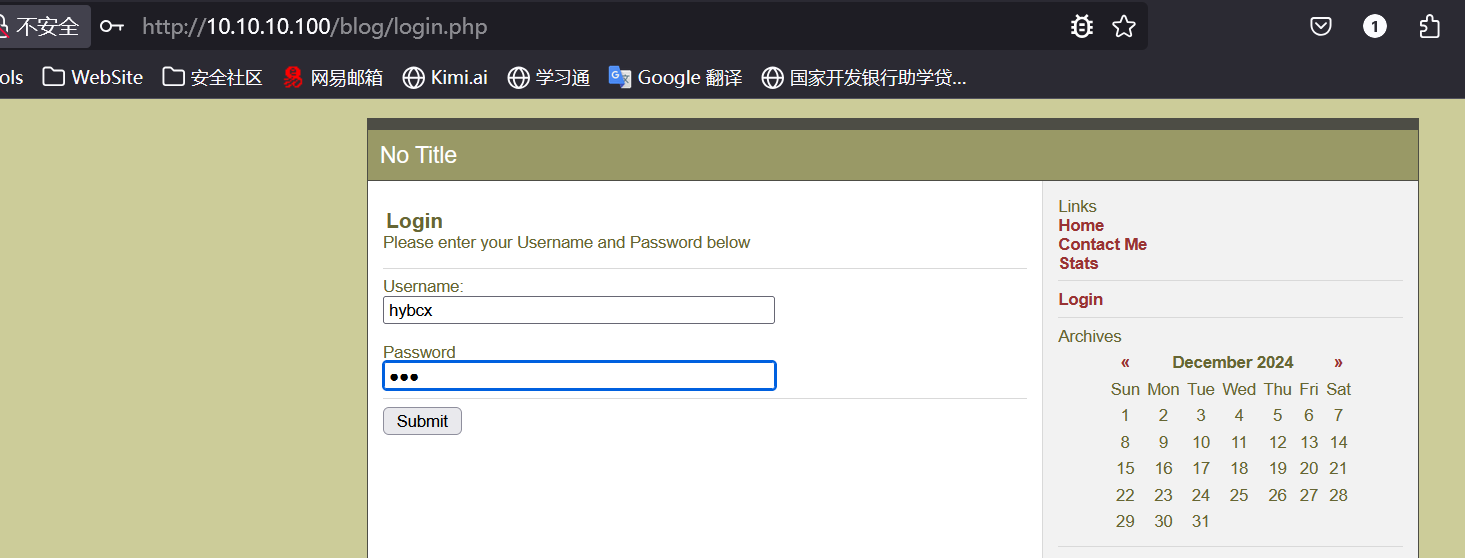 不安全 http://10.10.10.100/blog/login.php 1
ols WebSite 安全社区 网易邮箱 Kimi.ai 学习通 Google 翻译 国家开发银行助学贷...
No Title
Login
Please enter your Username and Password below
Username:
hybcx
Password
●●●
Submit
Links
Home
Contact Me
Stats
Login
Archives
« December 2024 »
Sun Mon Tue Wed Thu Fri Sat
1 2 3 4 5 6 7
8 9 10 11 12 13 14
15 16 17 18 19 20 21
22 23 24 25 26 27 28
29 30 31